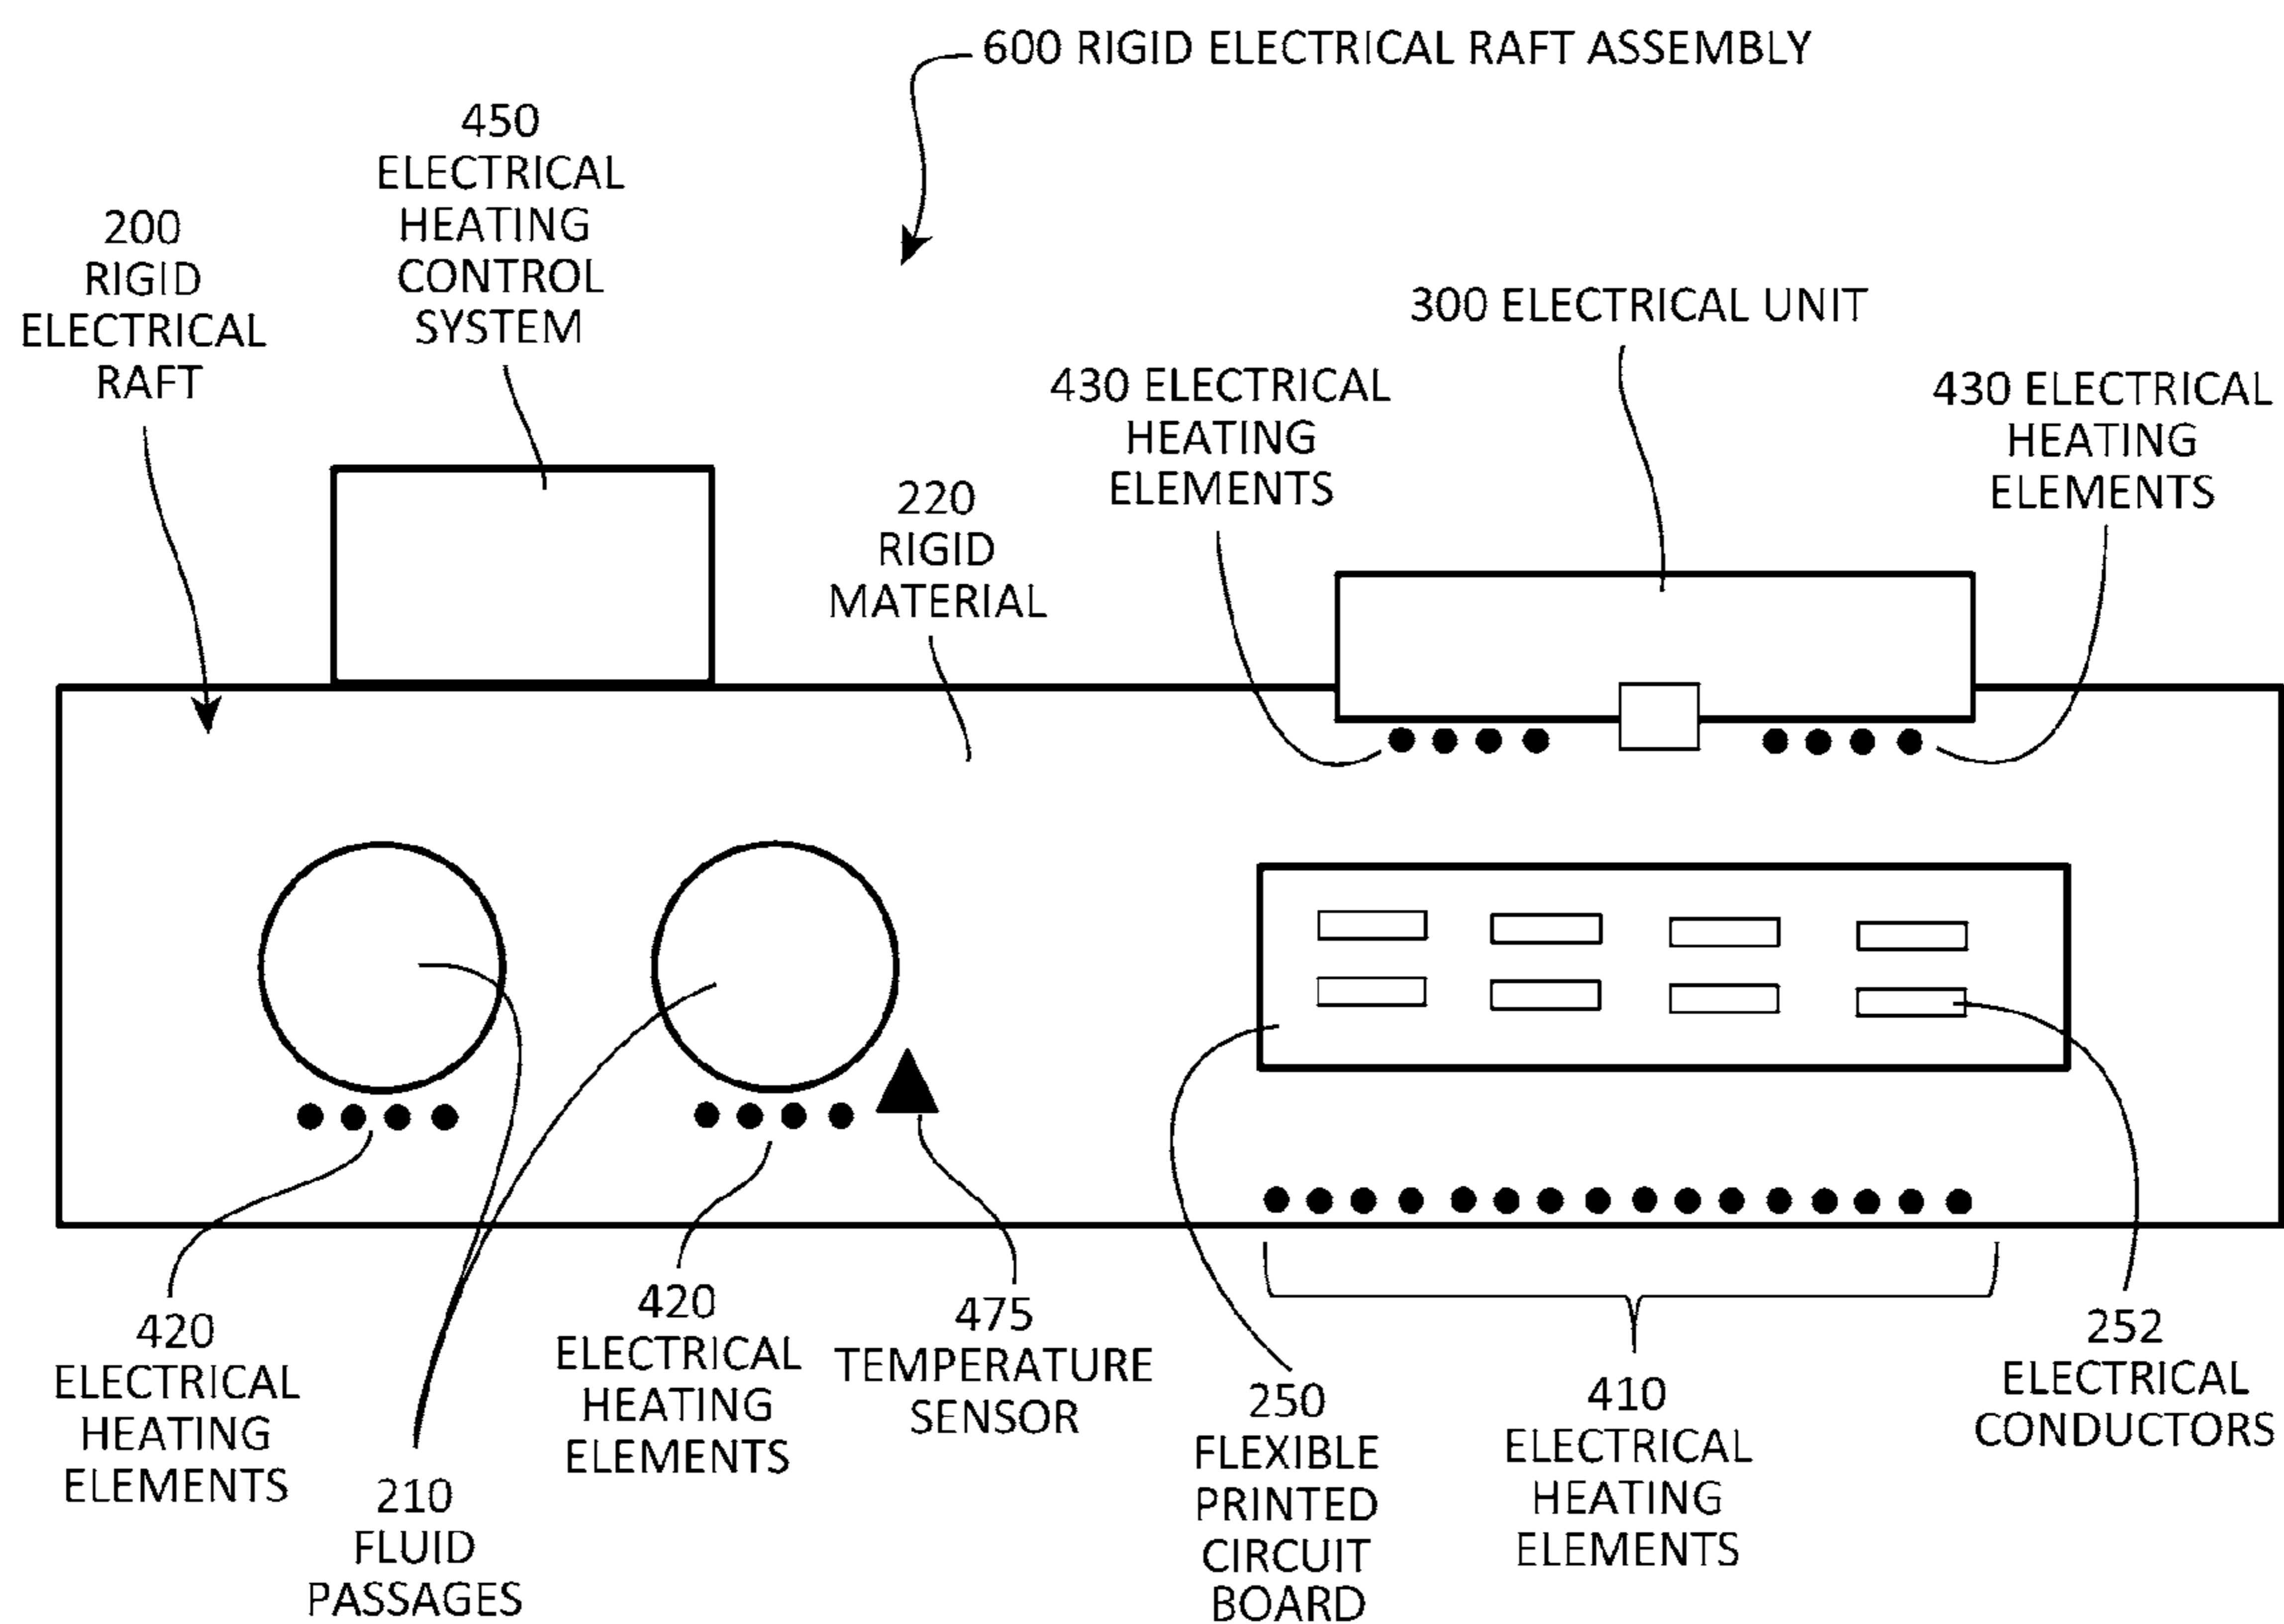 600 RIGID ELECTRICAL RAFT ASSEMBLY
450
ELECTRICAL
HEATING
CONTROL
SYSTEM
200
RIGID
ELECTRICAL
RAFT
300 ELECTRICAL UNIT
430 ELECTRICAL
HEATING
ELEMENTS
430 ELECTRICAL
HEATING
ELEMENTS
220
RIGID
MATERIAL
420
ELECTRICAL
HEATING
ELEMENTS
210
FLUID
PASSAGES
420
ELECTRICAL
HEATING
ELEMENTS
475
TEMPERATURE
SENSOR
250
FLEXIBLE
PRINTED
CIRCUIT
BOARD
410
ELECTRICAL
HEATING
ELEMENTS
252
ELECTRICAL
CONDUCTORS